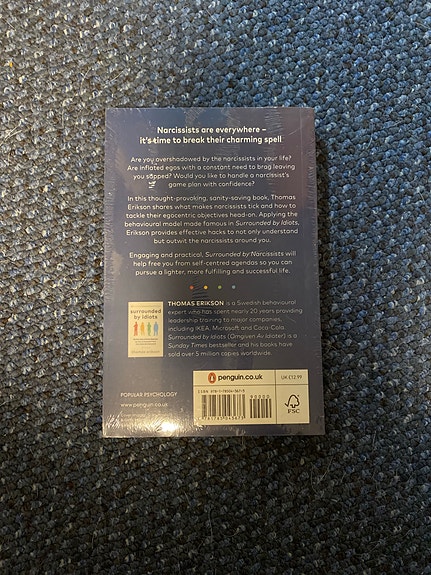 Narcissists are everywhere –
it's time to break their charming spell
Are you overshadowed by the narcissists in your life?
Are inflated egos with a constant need to brag leaving
you sapped? Would you like to handle a narcissist's
game plan with confidence?
In this thought-provoking, sanity-saving book, Thomas
Erikson shares what makes narcissists tick and how to
tackle their egocentric objectives head-on. Applying the
behavioural model made famous in Surrounded by Idiots,
Erikson provides effective hacks to not only understand
but outwit the narcissists around you.
Engaging and practical, Surrounded by Narcissists will
help free you from self-centred agendas so you can
pursue a lighter, more fulfilling and successful life.
surrounded
by idiots
thomas erikson
THOMAS ERIKSON is a Swedish behavioural
expert who has spent nearly 20 years providing
leadership training to major companies,
including IKEA, Microsoft and Coca-Cola.
Surrounded by Idiots (Omgiven Av Idioter) is a
Sunday Times bestseller and his books have
sold over 5 million copies worldwide.
POPULAR PSYCHOLOGY
www.penguin.co.uk
penguin.co.uk
UK £12.99
ISBN
90000
FSC